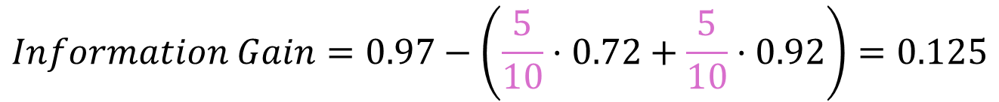 Information Gain = 0.97 − (5/10 · 0.72 + 5/10 · 0.92) = 0.125